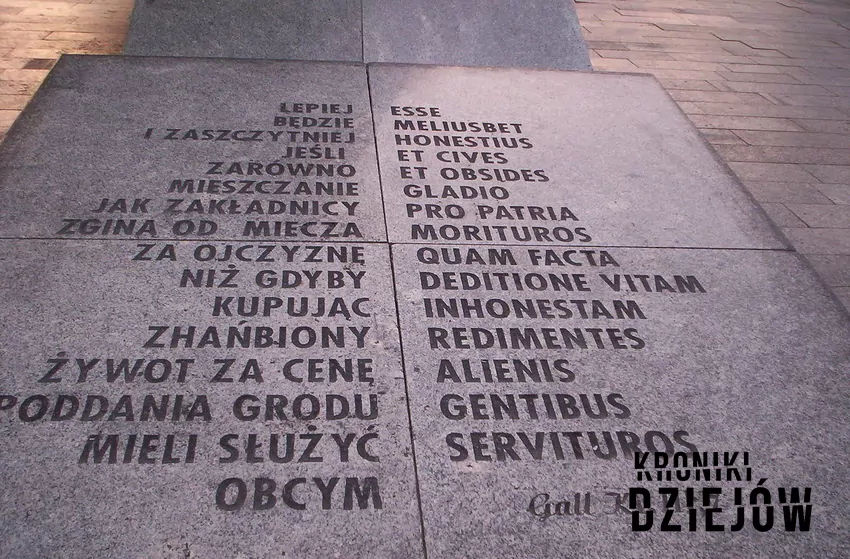 LEPIEJ
BĘDZIE
I ZASZCZYTNIEJ
JEŚLI
ZARÓWNO
MIESZCZANIE
JAK ZAKŁADNICY
ZGINĄ OD MIECZA
ZA OJCZYZNĘ
NIŻ GDYBY
KUPUJĄC
ZHAŃBIONY
ŻYWOT ZA CENĘ
PODDANIA GRODU
MIELI SŁUŻYĆ
OBCYM
ESSE
MELIUSBET
HONESTIUS
ET CIVES
ET OBSIDES
GLADIO
PRO PATRIA
MORITUROS
QUAM FACTA
DEDITIONE VITAM
INHONESTAM
REDIMENTES
ALIENIS
GENTIBUS
SERVITUROS
Gall
KRONIKI
DZIEJÓW